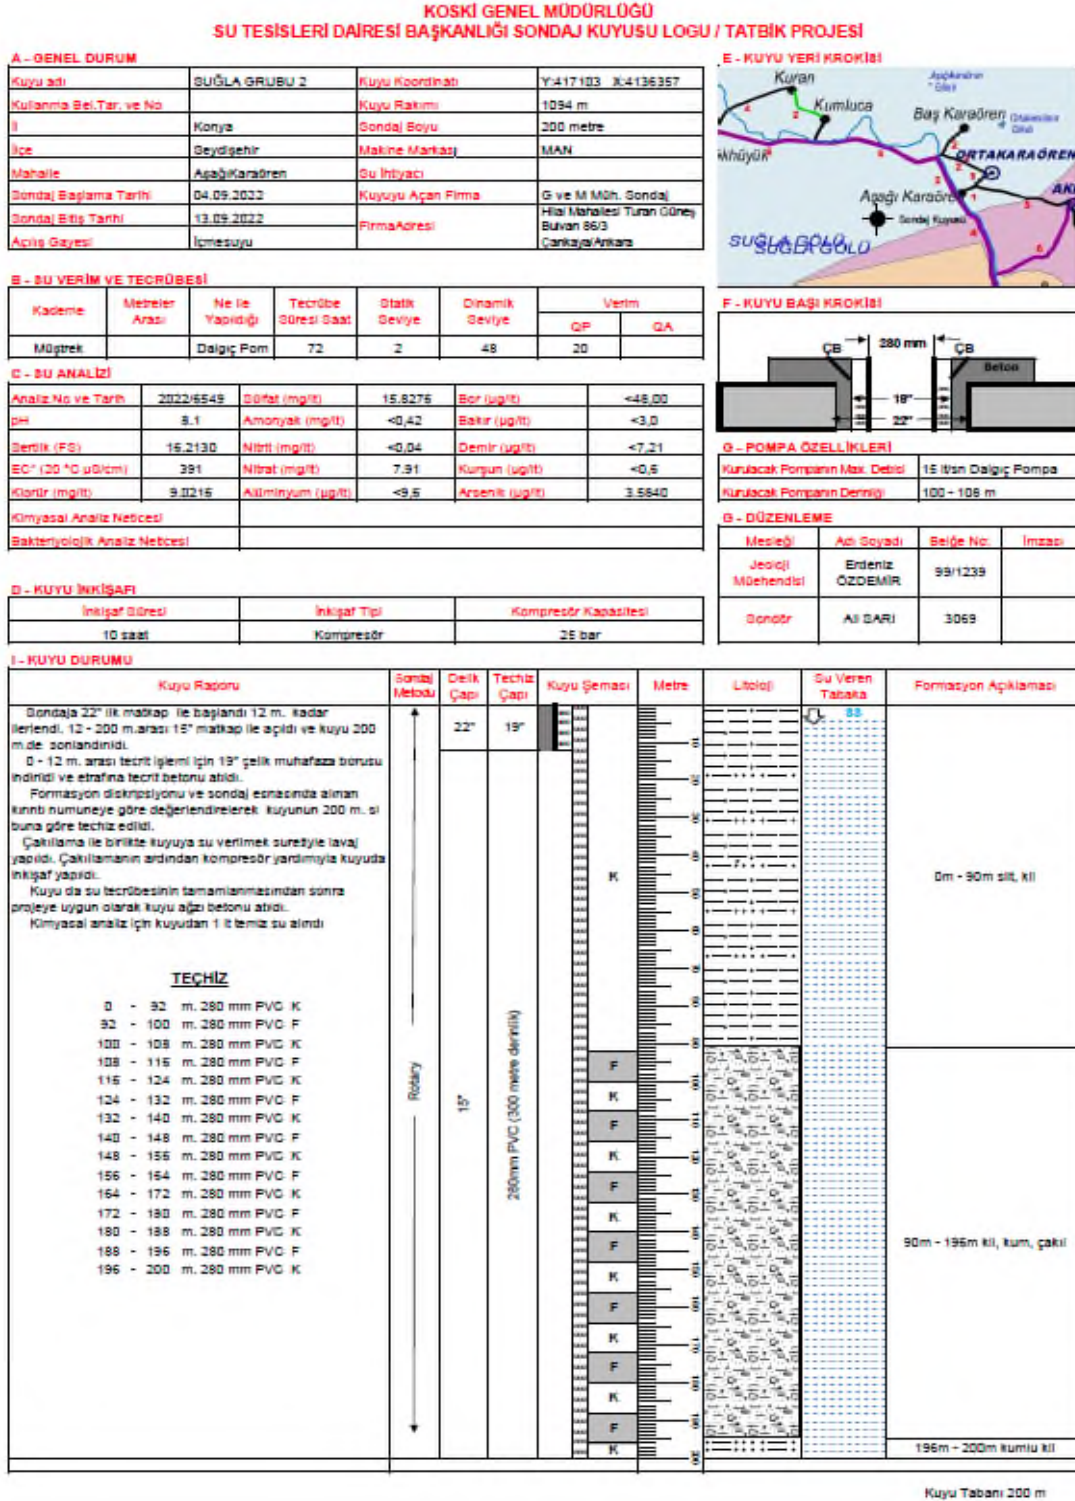 KOSKİ GENEL MÜDÜRLÜĞÜ
SU TESİSLERİ DAİRESİ BAŞKANLIĞI SONDAJ KUYUSU LOGU / TATBİK PROJESİ
A - GENEL DURUM
Kuyu adı SUĞLA GRUBU 2 Kuyu Koordinatı Y:417103 X:4136357
Kullanma Bel.Tar. ve No Kuyu Rakımı 1094 m
İl Konya Sondaj Boyu 200 metre
İlçe Seydişehir Makine Markası MAN
Mahalle AşağıKaraören Su İhtiyacı
Sondaj Başlama Tarihi 04.09.2022 Kuyuyu Açan Firma G ve M Müh. Sondaj
Sondaj Bitiş Tarihi 13.09.2022 FirmaAdresi Hilal Mahallesi Turan Güneş
Bulvarı 86/3
Açılış Gayesi İçmesuyu Çankaya/Ankara
E - KUYU YERİ KROKİSİ
Kuran
Kumluca
Baş Karaören
ORTAKARAÖREN
Aşağı Karaören
Sondaj Kuyusu
SUĞLA GÖLÜ
SUĞLA GÖLÜ
B - SU VERİM VE TECRÜBESİ
Kademe Metreler Arası Ne ile Yapıldığı Tecrübe Süresi Saat Statik Seviye Dinamik Seviye Verim
QP QA
Müştrek Dalgıç Pom 72 2 48 20
F - KUYU BAŞI KROKİSİ
ÇB 280 mm ÇB
Beton
19"
22"
C - SU ANALİZİ
Analiz No ve Tarih 2022/6549 Sülfat (mg/lt) 15.8276 Bor (µg/lt) <48,00
pH 8.1 Amonyak (mg/lt) <0,42 Bakır (µg/lt) <3,0
Sertlik (FS) 16.2130 Nitrit (mg/lt) <0,04 Demir (µg/lt) <7,21
EC* (20 °C µS/cm) 391 Nitrat (mg/lt) 7.91 Kurşun (µg/lt) <0,6
Klorür (mg/lt) 9.0216 Alüminyum (µg/lt) <9,6 Arsenik (µg/lt) 3.5840
Kimyasal Analiz Neticesi
Bakteriyolojik Analiz Neticesi
G - POMPA ÖZELLİKLERİ
Kurulacak Pompanın Max. Debisi 15 lt/sn Dalgıç Pompa
Kurulacak Pompanın Derinliği 100 - 108 m
G - DÜZENLEME
Mesleği Adı Soyadı Belğe No: İmzası
Jeoloji Müehendisi Erdeniz ÖZDEMİR 99/1239
Sondör Ali SARI 3069
D - KUYU İNKİŞAFI
İnkişaf Süresi İnkişaf Tipi Kompresör Kapasitesi
10 saat Kompresör 25 bar
I - KUYU DURUMU
Kuyu Raporu Sondaj Metodu Delik Çapı Techiz Çapı Kuyu Şeması Metre Litoloji Su Veren Tabaka Formasyon Açıklaması
Sondaja 22" lik matkap ile başlandı 12 m. kadar
ilerlendi. 12 - 200 m.arası 15" matkap ile açıldı ve kuyu 200
m.de sonlandırıldı.
0 - 12 m. arası tecrit işlemi için 19" çelik muhafaza borusu
indirildi ve etrafına tecrit betonu atıldı.
Formasyon diskripsiyonu ve sondaj esnasında alınan
kırıntı numuneye göre değerlendirelerek kuyunun 200 m. si
buna göre techiz edildi.
Çakıllama ile birlikte kuyuya su verilmek suretiyle lavaj
yapıldı. Çakıllamanın ardından kompresör yardımıyla kuyuda
inkişaf yapıldı.
Kuyu da su tecrübesinin tamamlanmasından sonra
projeye uygun olarak kuyu ağzı betonu atıldı.
Kimyasal analiz için kuyudan 1 lt temiz su alındı
TEÇHİZ
0 - 92 m. 280 mm PVC K
92 - 100 m. 280 mm PVC F
100 - 108 m. 280 mm PVC K
108 - 116 m. 280 mm PVC F
116 - 124 m. 280 mm PVC K
124 - 132 m. 280 mm PVC F
132 - 140 m. 280 mm PVC K
140 - 148 m. 280 mm PVC F
148 - 156 m. 280 mm PVC K
156 - 164 m. 280 mm PVC F
164 - 172 m. 280 mm PVC K
172 - 180 m. 280 mm PVC F
180 - 188 m. 280 mm PVC K
188 - 196 m. 280 mm PVC F
196 - 200 m. 280 mm PVC K
Rotary
22" 19"
15"
280mm PVC (300 metre derinlik)
K
F
K
F
K
F
K
F
K
F
K
F
K
F
K
0m - 90m silt, kil
90m - 196m kil, kum, çakıl
196m - 200m kumlu kil
Kuyu Tabanı 200 m